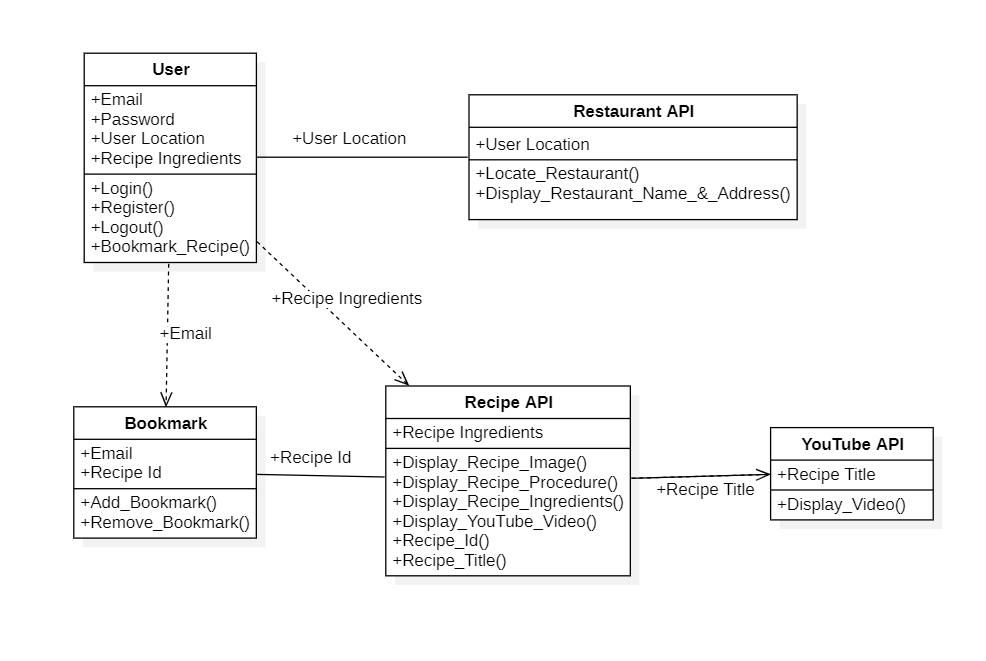 User
+Email
+Password
+User Location
+Recipe Ingredients
+Login()
+Register()
+Logout()
+Bookmark_Recipe()
+User Location
Restaurant API
+User Location
+Locate_Restaurant()
+Display_Restaurant_Name_&_Address()
+Recipe Ingredients
+Email
Bookmark
+Email
+Recipe Id
+Add_Bookmark()
+Remove_Bookmark()
+Recipe Id
Recipe API
+Recipe Ingredients
+Display_Recipe_Image()
+Display_Recipe_Procedure()
+Display_Recipe_Ingredients()
+Display_YouTube_Video()
+Recipe_Id()
+Recipe_Title()
+Recipe Title
YouTube API
+Recipe Title
+Display_Video()